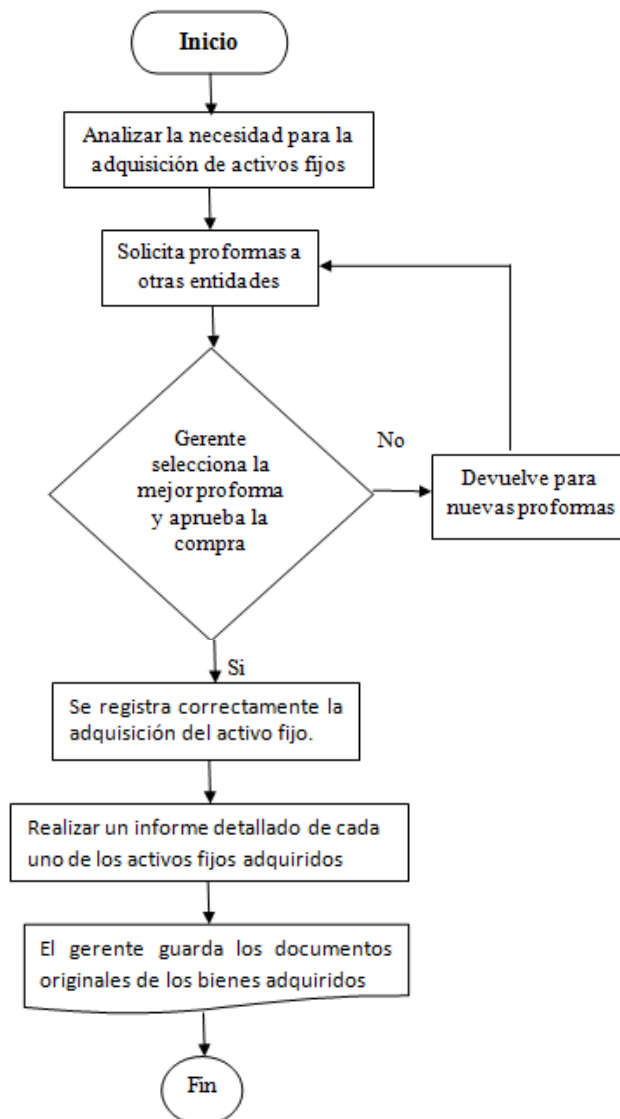 Inicio
Analizar la necesidad para la
adquisición de activos fijos
Solicita proformas a
otras entidades
Gerente
selecciona la
mejor proforma
y aprueba la
compra
No
Devuelve para
nuevas proformas
Si
Se registra correctamente la
adquisición del activo fijo.
Realizar un informe detallado de cada
uno de los activos fijos adquiridos
El gerente guarda los documentos
originales de los bienes adquiridos
Fin